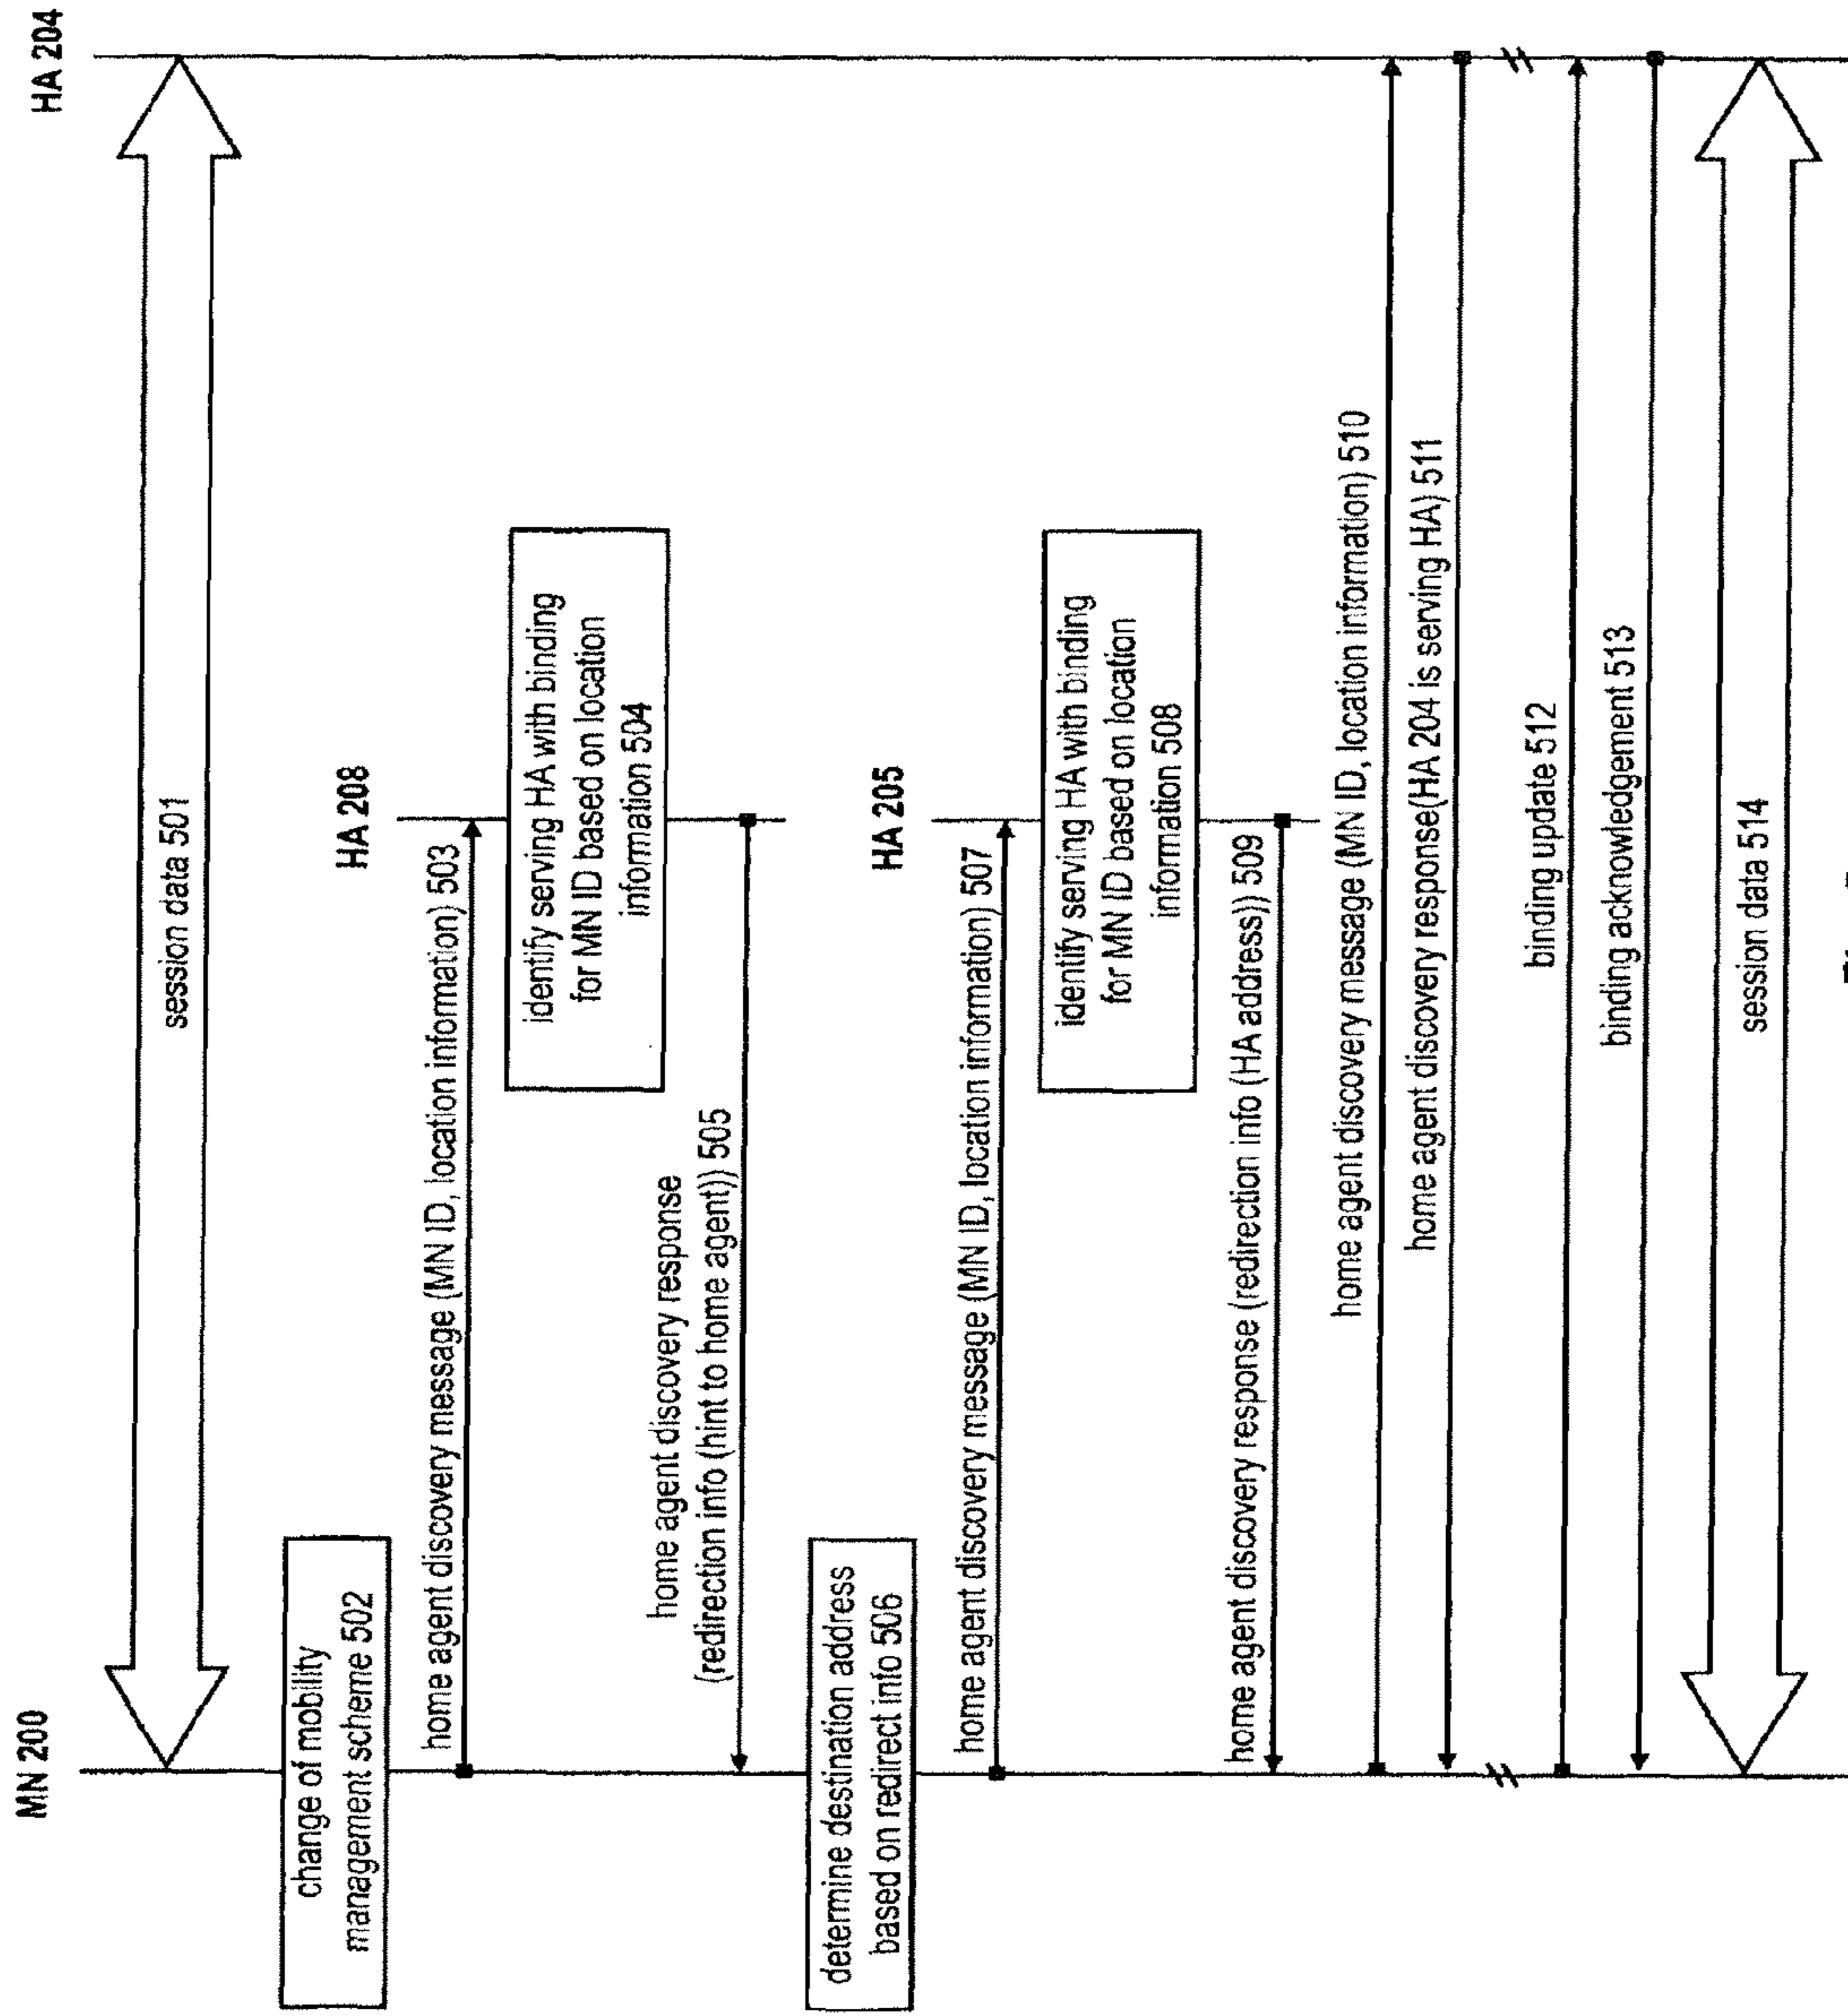 MN 200
HA 204
session data 501
change of mobility
management scheme 502
HA 208
home agent discovery message (MN ID, location information) 503
identify serving HA with binding
for MN ID based on location
information 504
home agent discovery response
(redirection info (hint to home agent)) 505
determine destination address
based on redirect into 506
HA 205
home agent discovery message (MN ID, location information) 507
identify serving HA with binding
for MN ID based on location
information 508
home agent discovery response (redirection info (HA address)) 509
home agent discovery message (MN ID, location information) 510
home agent discovery response(HA 204 is serving HA) 511
binding update 512
binding acknowledgement 513
session data 514